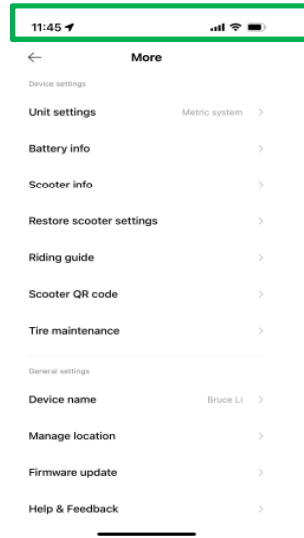 11:45
More
Device settings
Unit settings Metric system
Battery info
Scooter info
Restore scooter settings
Riding guide
Scooter QR code
Tire maintenance
General settings
Device name Bruce Li
Manage location
Firmware update
Help & Feedback